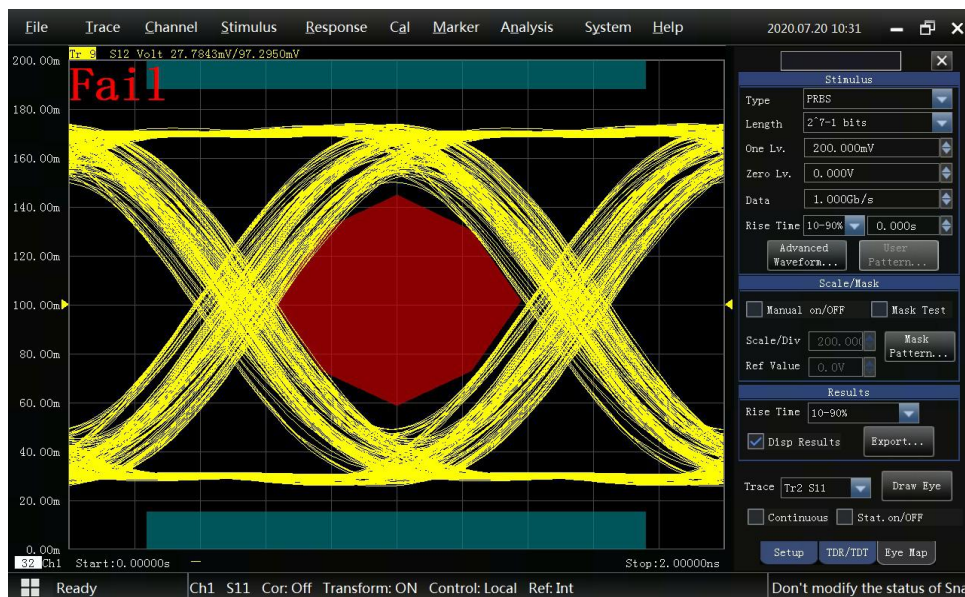 File Trace Channel Stimulus Response Cal Marker Analysis System Help 2020.07.20 10:31
Tr 9 S12 Volt 27.7843mV/97.2950mV
Fail
200.00m
180.00m
160.00m
140.00m
120.00m
100.00m
80.00m
60.00m
40.00m
20.00m
0.00m
32 Ch1 Start:0.00000s — Stop:2.00000ns
Stimulus
Type PRBS
Length 2^7-1 bits
One Lv. 200.000mV
Zero Lv. 0.000V
Data 1.000Gb/s
Rise Time 10-90% 0.000s
Advanced Waveform...
User Pattern...
Scale/Mask
Manual on/OFF Mask Test
Scale/Div 200.000
Mask Pattern...
Ref Value 0.0V
Results
Rise Time 10-90%
Disp Results Export...
Trace Tr2 S11 Draw Eye
Continuous Stat.on/OFF
Setup TDR/TDT Eye Map
Ready Ch1 S11 Cor: Off Transform: ON Control: Local Ref: Int Don't modify the status of Sna